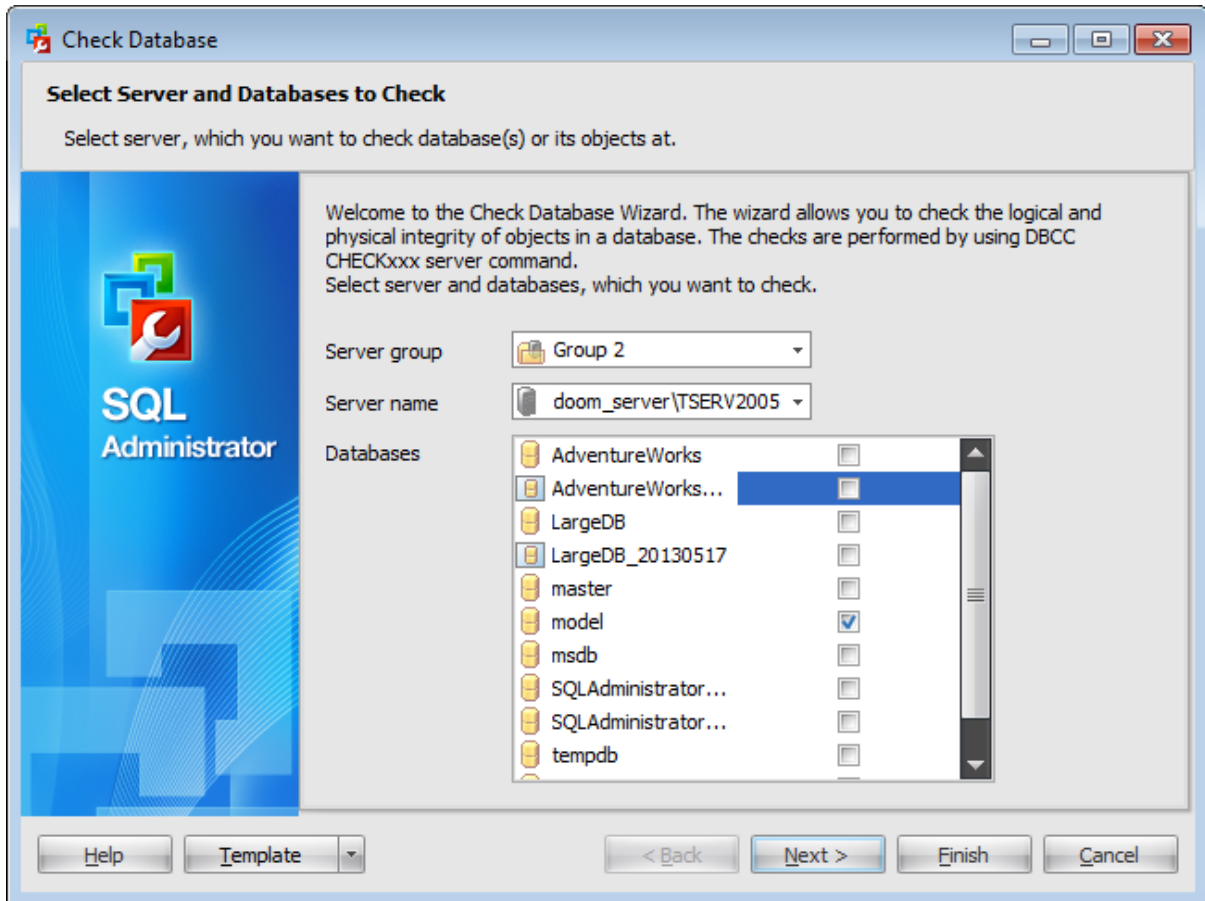 Check Database
Select Server and Databases to Check
Select server, which you want to check database(s) or its objects at.
Welcome to the Check Database Wizard. The wizard allows you to check the logical and
physical integrity of objects in a database. The checks are performed by using DBCC
CHECKxxx server command.
Select server and databases, which you want to check.
SQL
Administrator
Server group
Group 2
Server name
doom_server\TSERV2005
Databases
AdventureWorks
AdventureWorks...
LargeDB
LargeDB_20130517
master
model
msdb
SQLAdministrator...
SQLAdministrator...
tempdb
Help
Template
< Back
Next >
Finish
Cancel